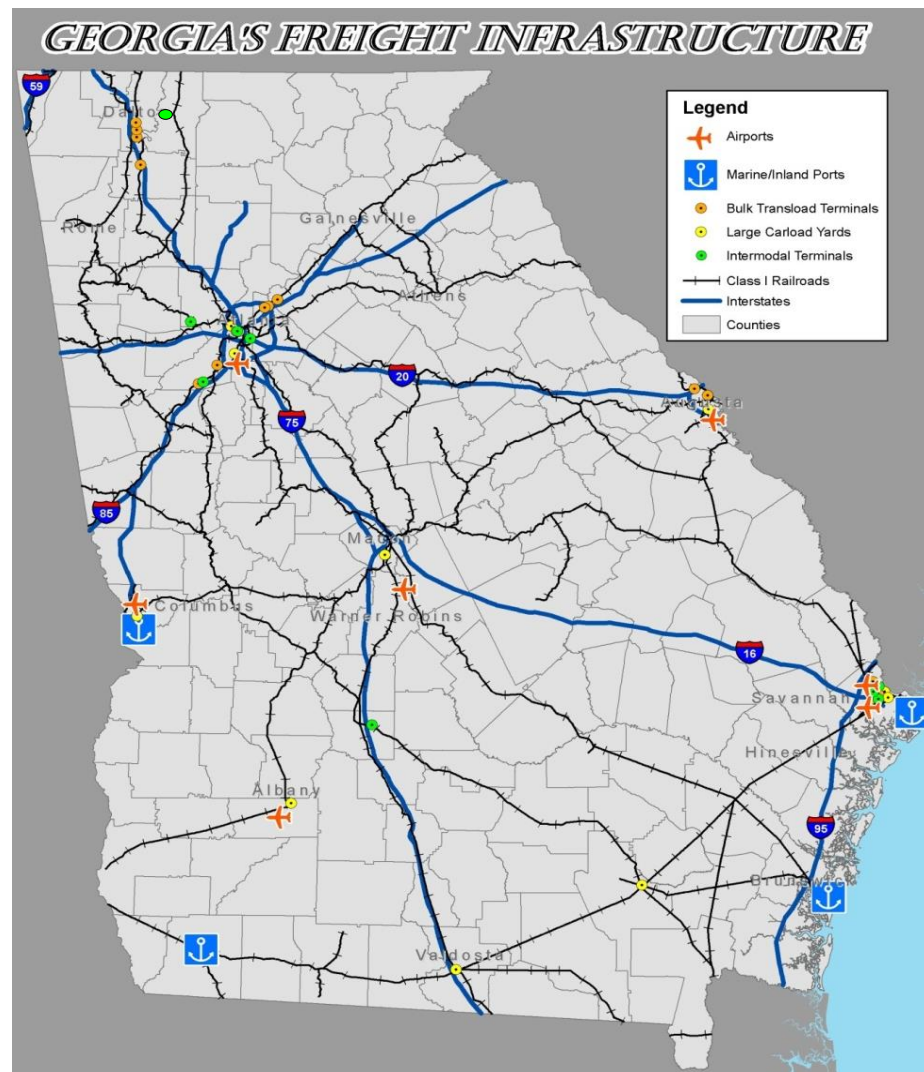 GEORGIA'S FREIGHT INFRASTRUCTURE
59
Dalto
Legend
Airports
Marine/Inland Ports
Bulk Transload Terminals
Large Carload Yards
Intermodal Terminals
Class I Railroads
Interstates
Counties
Gainesville
Rome
Athens
Atlanta
20
Augusta
75
85
Macon
Columbus
Warner Robins
16
Savannah
Hinesville
Albany
95
Brunswick
Valdosta